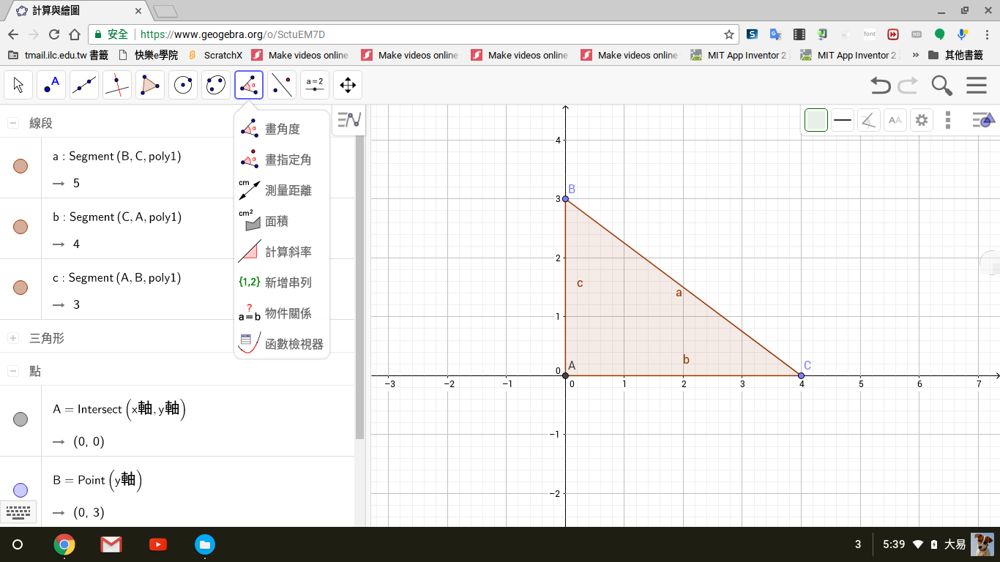 計算與繪圖
安全 https://www.geogebra.org/o/SctuEM7D
S font HD
tmail.ilc.edu.tw 書籤 快樂e學院 ScratchX Make videos online Make videos online Make videos online Make videos online MIT App Inventor 2 MIT App Inventor 2 » 其他書籤
A α a=2
線段
a : Segment (B, C, poly1)
→ 5
b : Segment (C, A, poly1)
→ 4
c : Segment (A, B, poly1)
→ 3
三角形
點
A = Intersect (x軸, y軸)
→ (0, 0)
B = Point (y軸)
→ (0, 3)
α 畫角度
α 畫指定角
cm 測量距離
cm² 面積
計算斜率
{1,2} 新增串列
? a=b 物件關係
函數檢視器
AA
4
B
3
2
c
a
1
b
A
C
0
−3 −2 −1 0 1 2 3 4 5 6 7
−1
−2
3 5:39 大易